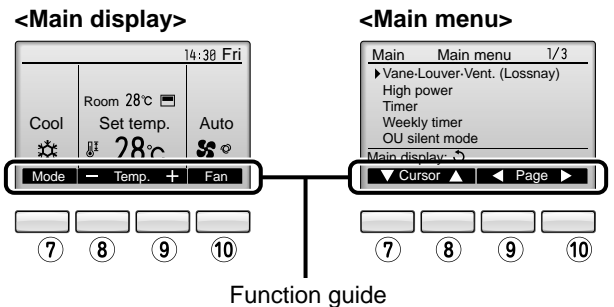 <Main display>
14:30 Fri
Room 28℃
Cool Set temp. Auto
28℃
Mode − Temp. + Fan
⑦ ⑧ ⑨ ⑩
<Main menu>
Main Main menu 1/3
▶Vane·Louver·Vent. (Lossnay)
High power
Timer
Weekly timer
OU silent mode
Main display: ↺
▼ Cursor ▲ ◀ Page ▶
⑦ ⑧ ⑨ ⑩
Function guide